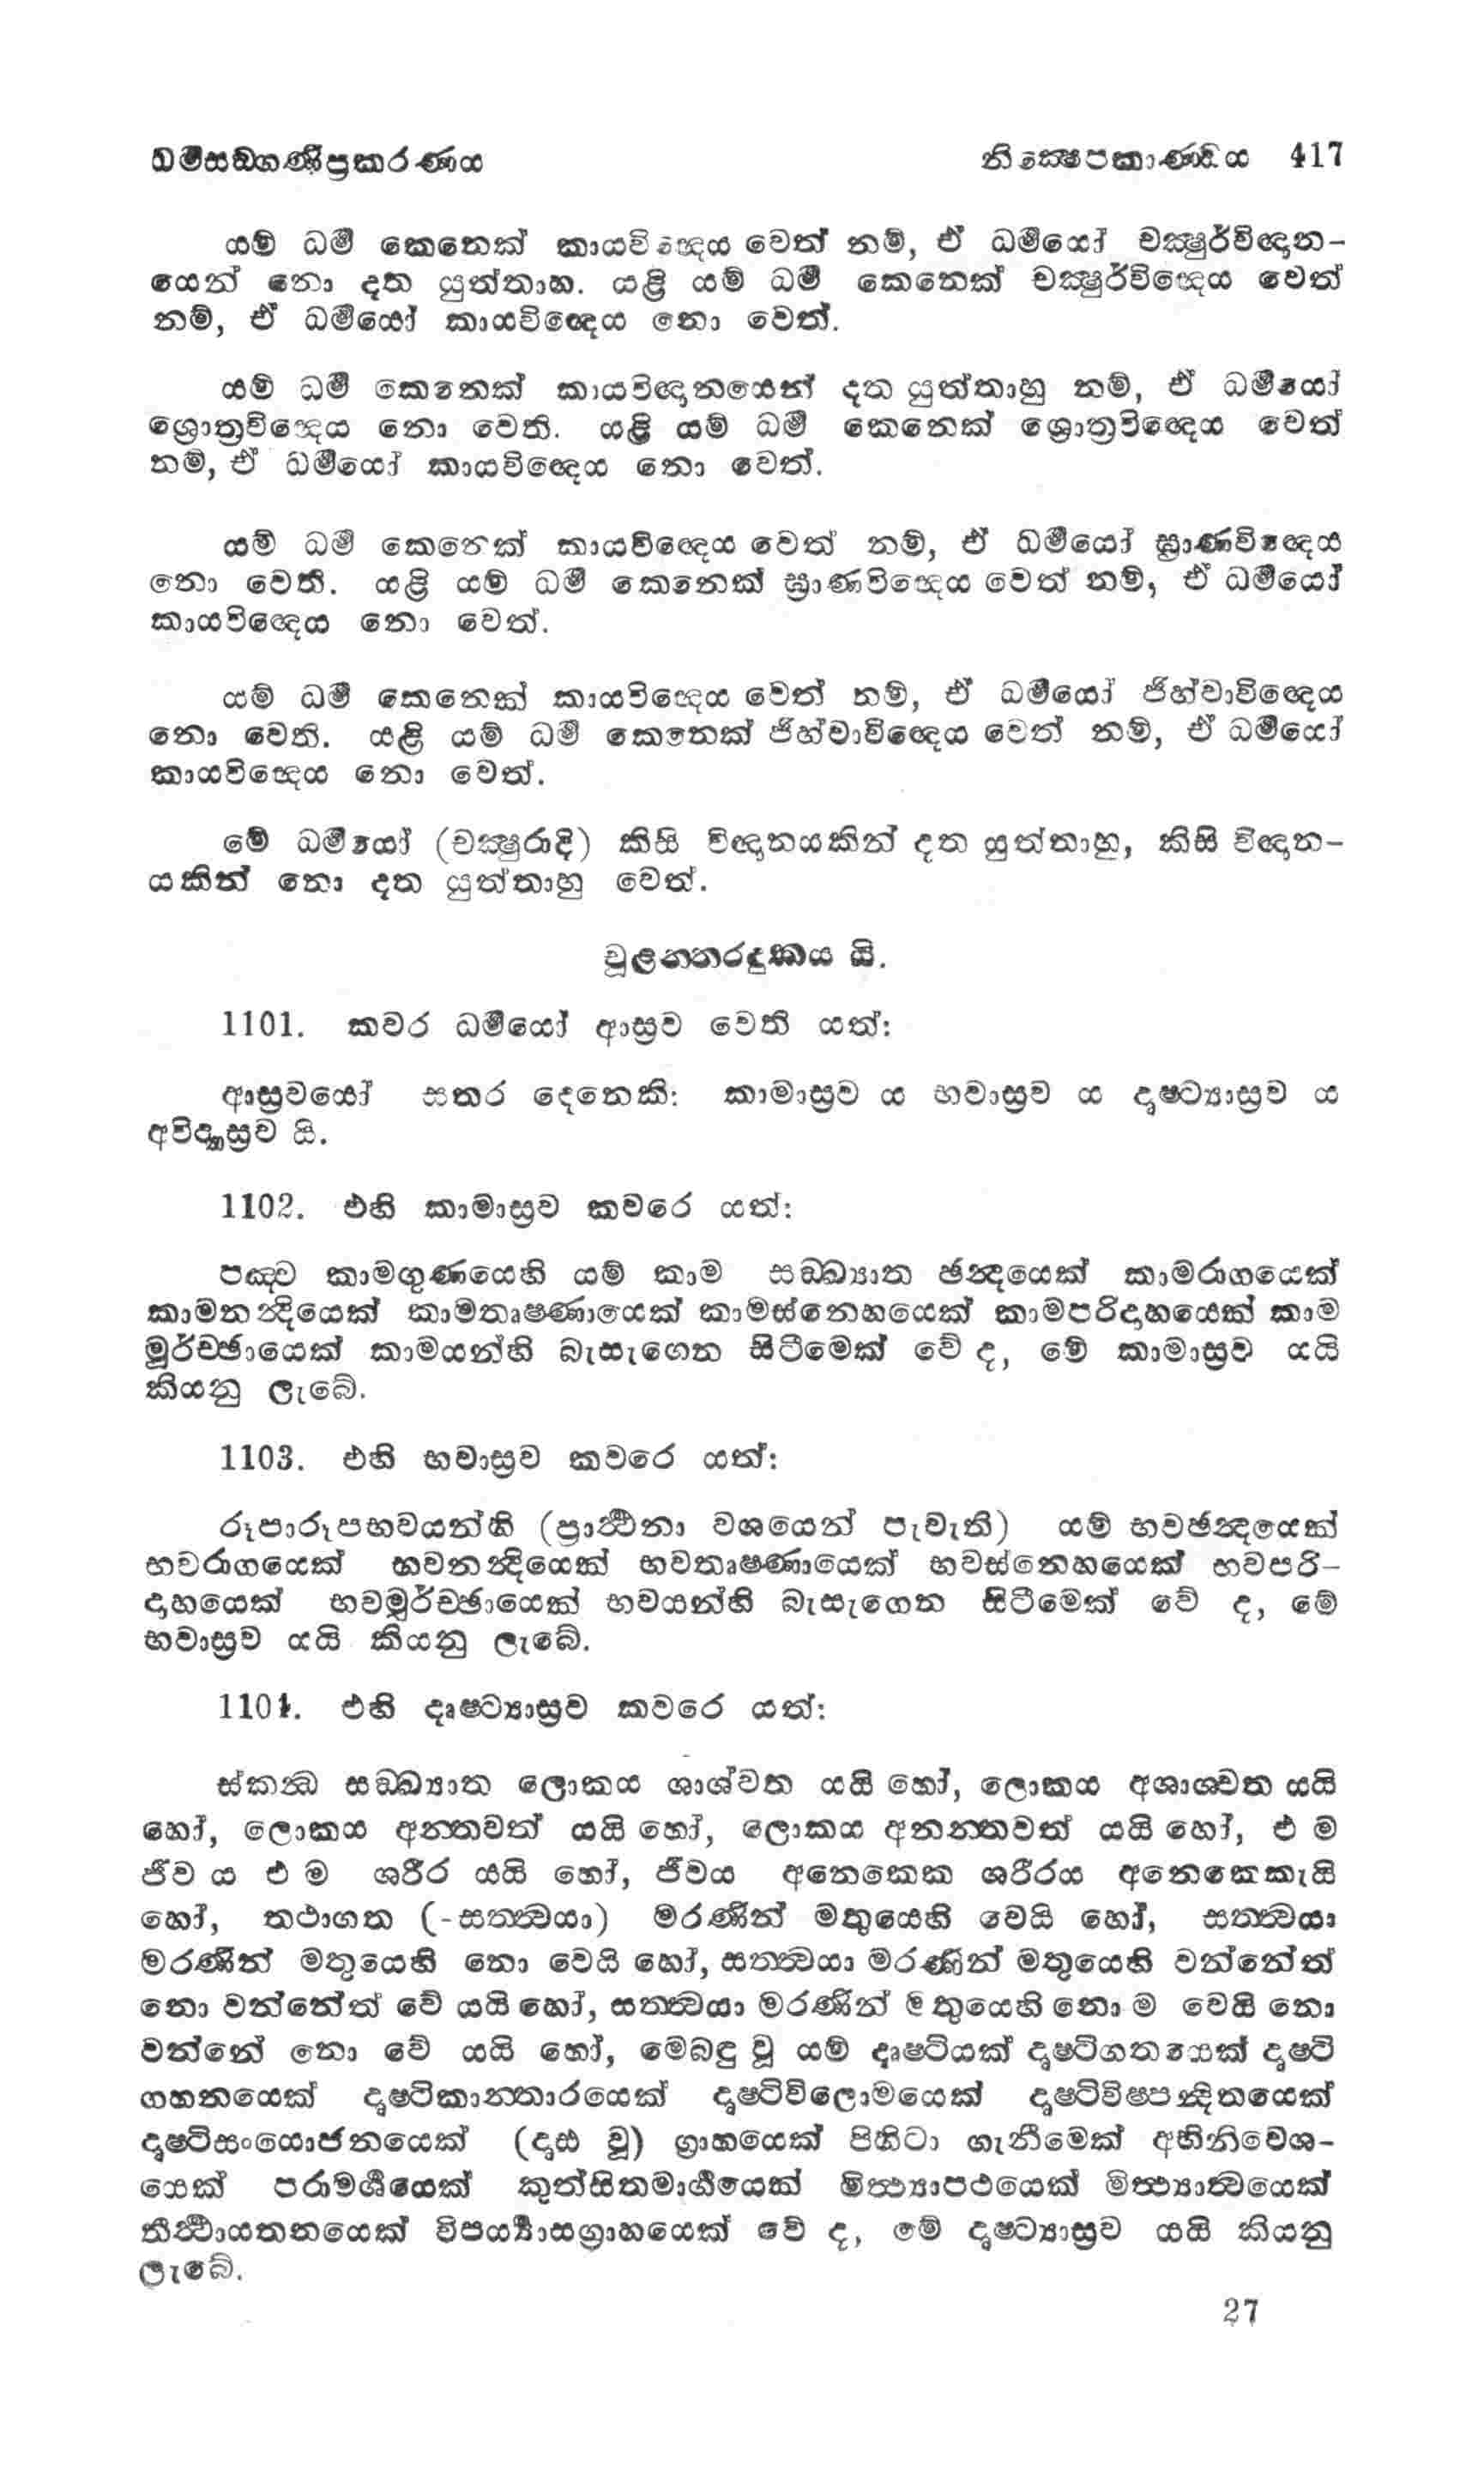 ධර්මසඞ්ගණිප්‍රකරණය
නික්‍ෂෙපකාණ්ඩය 417
යම් ධර්‍ම කෙනෙක් කායවිඥෙය වෙත් නම්, ඒ ධර්‍මයෝ චක්‍ෂුර්විඥාන-
යෙන් නො දත යුත්තාහ. යළි යම් ධර්‍ම කෙනෙක් චක්‍ෂුර්විඥෙය වෙත්
නම්, ඒ ධර්‍මයෝ කායවිඥෙය නො වෙත්.
යම් ධර්‍ම කෙනෙක් කායවිඥානයෙන් දත යුත්තාහු නම්, ඒ ධර්‍මයෝ
ශ්‍රොත්‍රවිඥෙය නො වෙති. යළි යම් ධර්‍ම කෙනෙක් ශ්‍රොත්‍රවිඥෙය වෙත්
නම්, ඒ ධර්‍මයෝ කායවිඥෙය නො වෙත්.
යම් ධර්‍ම කෙනෙක් කායවිඥෙය වෙත් නම්, ඒ ධර්‍මයෝ ඝ්‍රාණවිඥෙය
නො වෙති. යළි යම් ධර්‍ම කෙනෙක් ඝ්‍රාණවිඥෙය වෙත් නම්, ඒ ධර්‍මයෝ
කායවිඥෙය නො වෙත්.
යම් ධර්‍ම කෙනෙක් කායවිඥෙය වෙත් නම්, ඒ ධර්‍මයෝ ජිහ්වාවිඥෙය
නො වෙති. යළි යම් ධර්‍ම කෙනෙක් ජිහ්වාවිඥෙය වෙත් නම්, ඒ ධර්‍මයෝ
කායවිඥෙය නො වෙත්.
මේ ධර්‍මයෝ (චක්‍ෂුරාදි) කිසි විඥානයකින් දත යුත්තාහු, කිසි විඥාන-
යකින් නො දත යුත්තාහු වෙත්.
චූළන්තරදුකය යි.
1101. කවර ධර්‍මයෝ ආස්‍රව වෙති යත්:
ආස්‍රවයෝ සතර දෙනෙකි: කාමාස්‍රව ය භවාස්‍රව ය දෘෂ්ට්‍යාස්‍රව ය
අවිද්‍යාස්‍රව යි.
1102. එහි කාමාස්‍රව කවරෙ යත්:
පඤ්ච කාමගුණයෙහි යම් කාම සඞ්ඛ්‍යාත ඡන්දයෙක් කාමරාගයෙක්
කාමනන්දියෙක් කාමතෘෂ්ණායෙක් කාමස්නෙහයෙක් කාමපරිදාහයෙක් කාම
මූර්ච්ඡායෙක් කාමයන්හි බැසැගෙන සිටීමෙක් වේ ද, මේ කාමාස්‍රව යයි
කියනු ලැබේ.
1103. එහි භවාස්‍රව කවරෙ යත්:
රූපාරූපභවයන්හි (ප්‍රාර්‍ත්‍ථනා වශයෙන් පැවැති) යම් භවඡන්දයෙක්
භවරාගයෙක් භවනන්දියෙක් භවතෘෂ්ණායෙක් භවස්නෙහයෙක් භවපරි-
දාහයෙක් භවමූර්ච්ඡායෙක් භවයන්හි බැසැගෙන සිටීමෙක් වේ ද, මේ
භවාස්‍රව යයි කියනු ලැබේ.
1104. එහි දෘෂ්ට්‍යාස්‍රව කවරෙ යත්:
ස්කන්‍ධ සඞ්ඛ්‍යාත ලොකය ශාශ්වත යයි හෝ, ලොකය අශාශ්වත යයි
හෝ, ලොකය අන්තවත් යයි හෝ, ලොකය අනන්තවත් යයි හෝ, එ ම
ජීව ය එ ම ශරීර යයි හෝ, ජීවය අනෙකෙක ශරීරය අනෙකෙකැයි
හෝ, තථාගත (-සත්ත්‍වයා) මරණින් මතුයෙහි වෙයි හෝ, සත්ත්‍වයා
මරණින් මතුයෙහි නො වෙයි හෝ, සත්ත්‍වයා මරණින් මතුයෙහි වන්නේත්
නො වන්නේත් වේ යයි හෝ, සත්ත්‍වයා මරණින් මතුයෙහි නො ම වෙයි නො
වන්නේ නො වේ යයි හෝ, මෙබඳු වූ යම් දෘෂ්ටියක් දෘෂ්ටිගතයෙක් දෘෂ්ටි
ගහනයෙක් දෘෂ්ටිකාන්තාරයෙක් දෘෂ්ටිවිලොමයෙක් දෘෂ්ටිවිෂ්පන්දිතයෙක්
දෘෂ්ටිසංයොජනයෙක් (දෘඪ වූ) ග්‍රාහයෙක් පිහිටා ගැනීමෙක් අභිනිවෙශ-
යෙක් පරාමර්‍ශයෙක් කුත්සිතමාර්‍ගයෙක් මිත්‍ථ්‍යාපථයෙක් මිත්‍ථ්‍යාත්‍වයෙක්
තීර්‍ත්‍ථායතනයෙක් විපර්‍ය්‍යාසග්‍රාහයෙක් වේ ද, මේ දෘෂ්ට්‍යාස්‍රව යයි කියනු
ලැබේ.
27